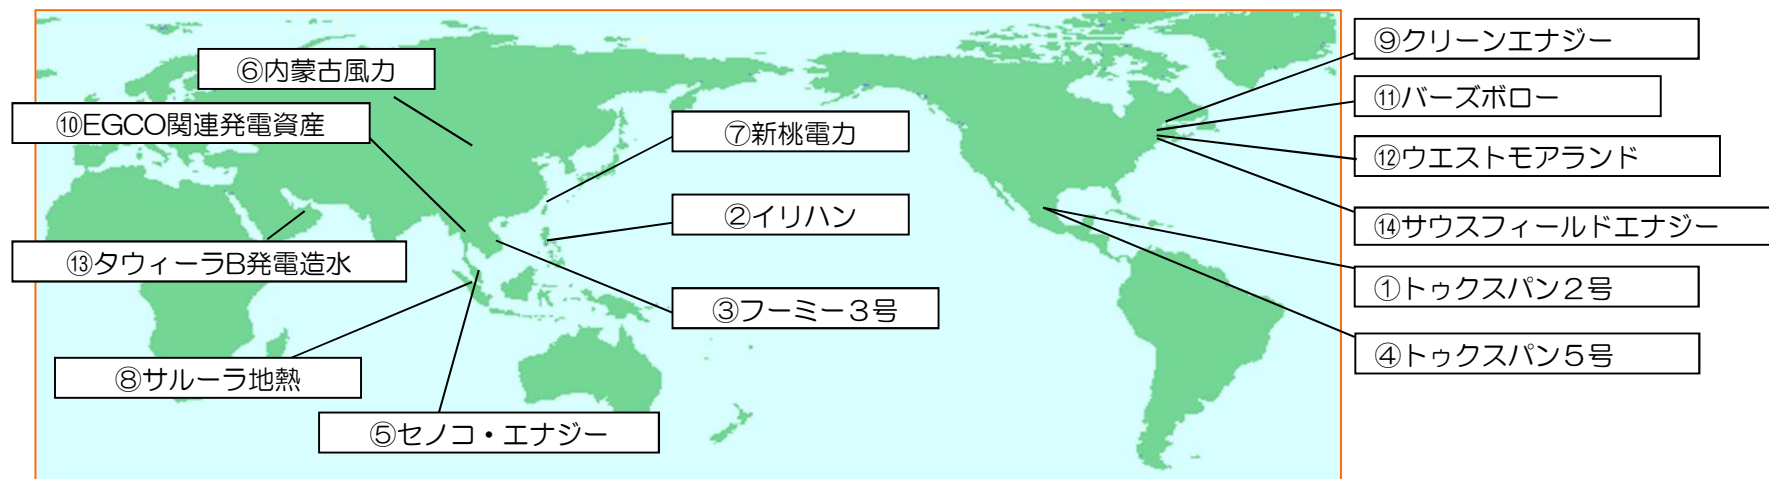 ⑨クリーンエナジー
⑥内蒙古風力
⑪バーズボロー
⑩EGCO関連発電資産
⑦新桃電力
⑫ウエストモアランド
②イリハン
⑭サウスフィールドエナジー
⑬タウィーラB発電造水
①トゥクスパン２号
③フーミー３号
④トゥクスパン５号
⑧サルーラ地熱
⑤セノコ・エナジー